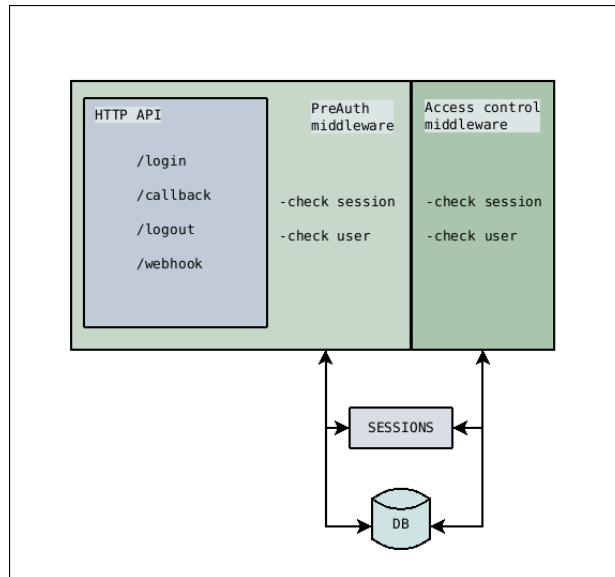 HTTP API
/login
/callback
/logout
/webhook
PreAuth
middleware
-check session
-check user
Access control
middleware
-check session
-check user
SESSIONS
DB